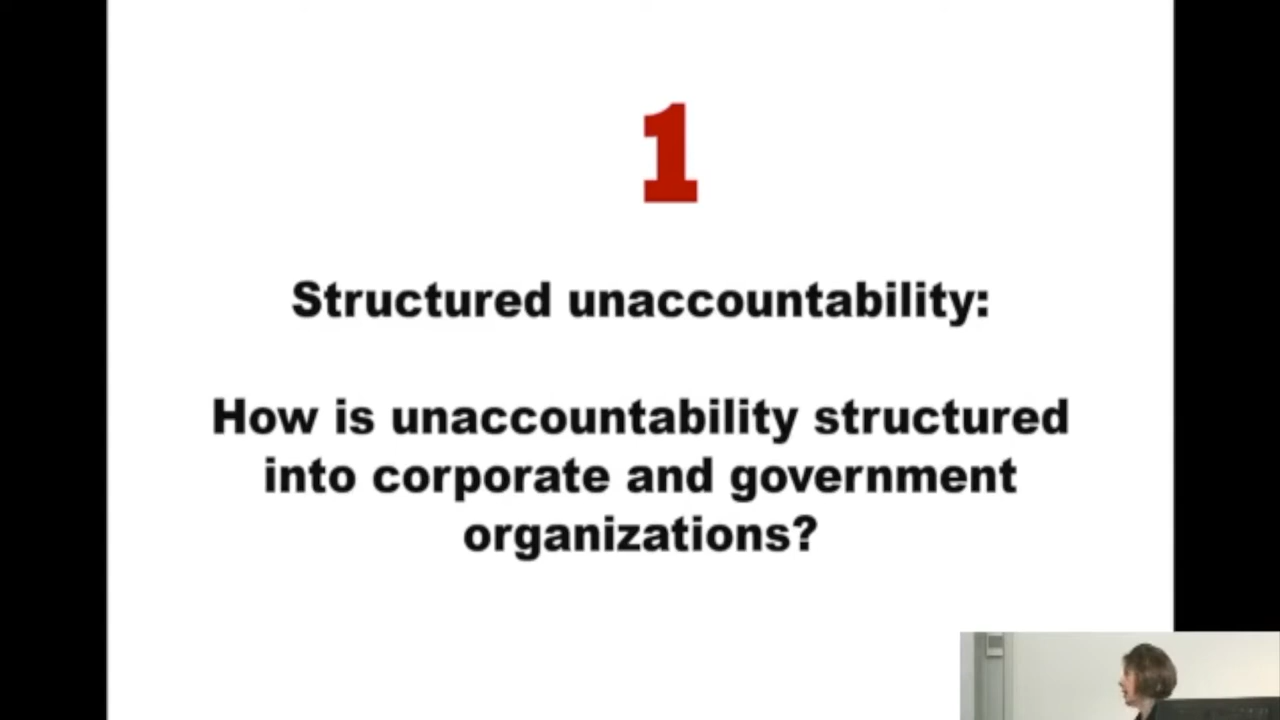 1
Structured unaccountability:
How is unaccountability structured
into corporate and government
organizations?